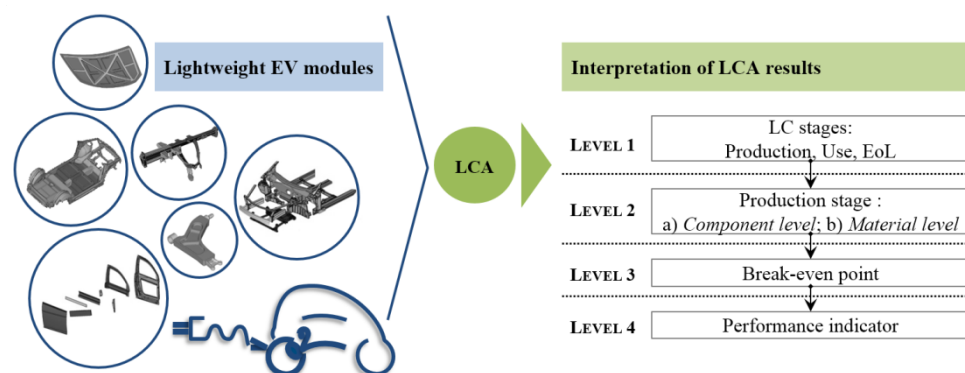 Lightweight EV modules
LCA
Interpretation of LCA results
LEVEL 1
LC stages:
Production, Use, EoL
LEVEL 2
Production stage :
a) Component level; b) Material level
LEVEL 3
Break-even point
LEVEL 4
Performance indicator